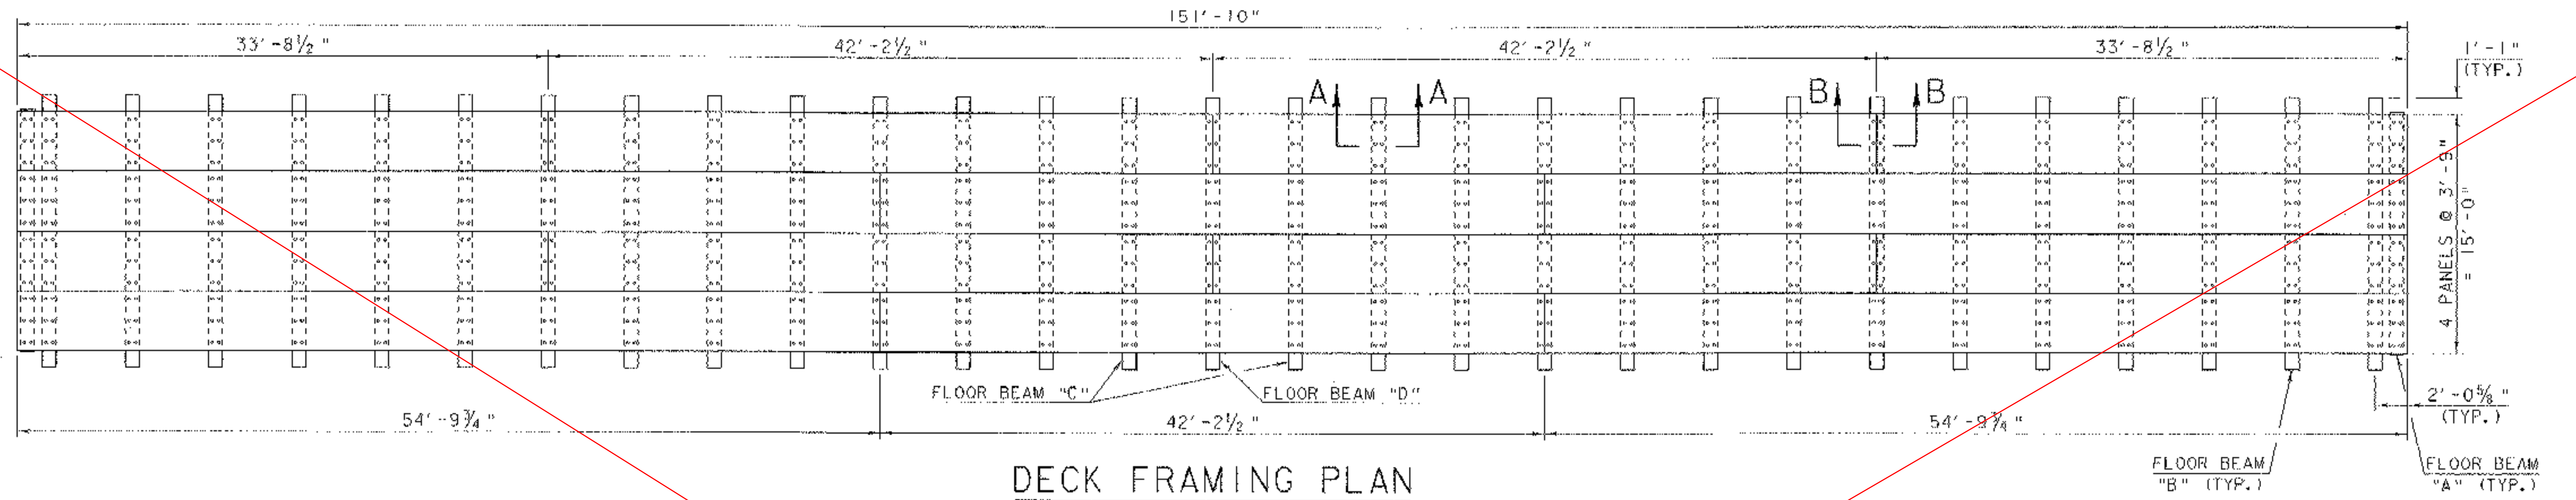 151'-10"
33'-8½" 42'-2½" 42'-2½" 33'-8½"
1'-1"
(TYP.)
A A B B
4 PANELS @ 3'-9"
= 15'-0"
FLOOR BEAM "C" FLOOR BEAM "D"
2'-0⅝"
(TYP.)
54'-9¾" 42'-2½" 54'-9¾"
FLOOR BEAM
"B" (TYP.)
FLOOR BEAM
"A" (TYP.)
DECK FRAMING PLAN